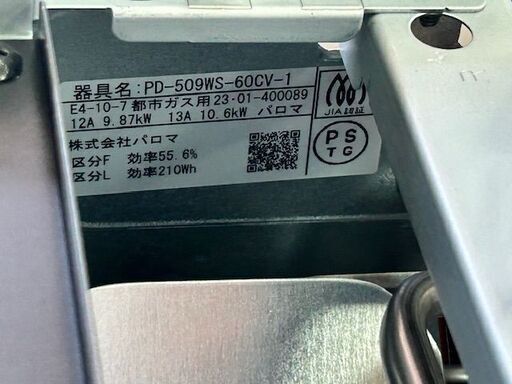 器具名:PD-509WS-60CV-1
E4-10-7都市ガス用23·01-400089
12A 9.87kW 13A 10.6kW パロマ
株式会社パロマ
区分F 効率55.6%
区分L 効率210Wh
JIA認証
PS
TG